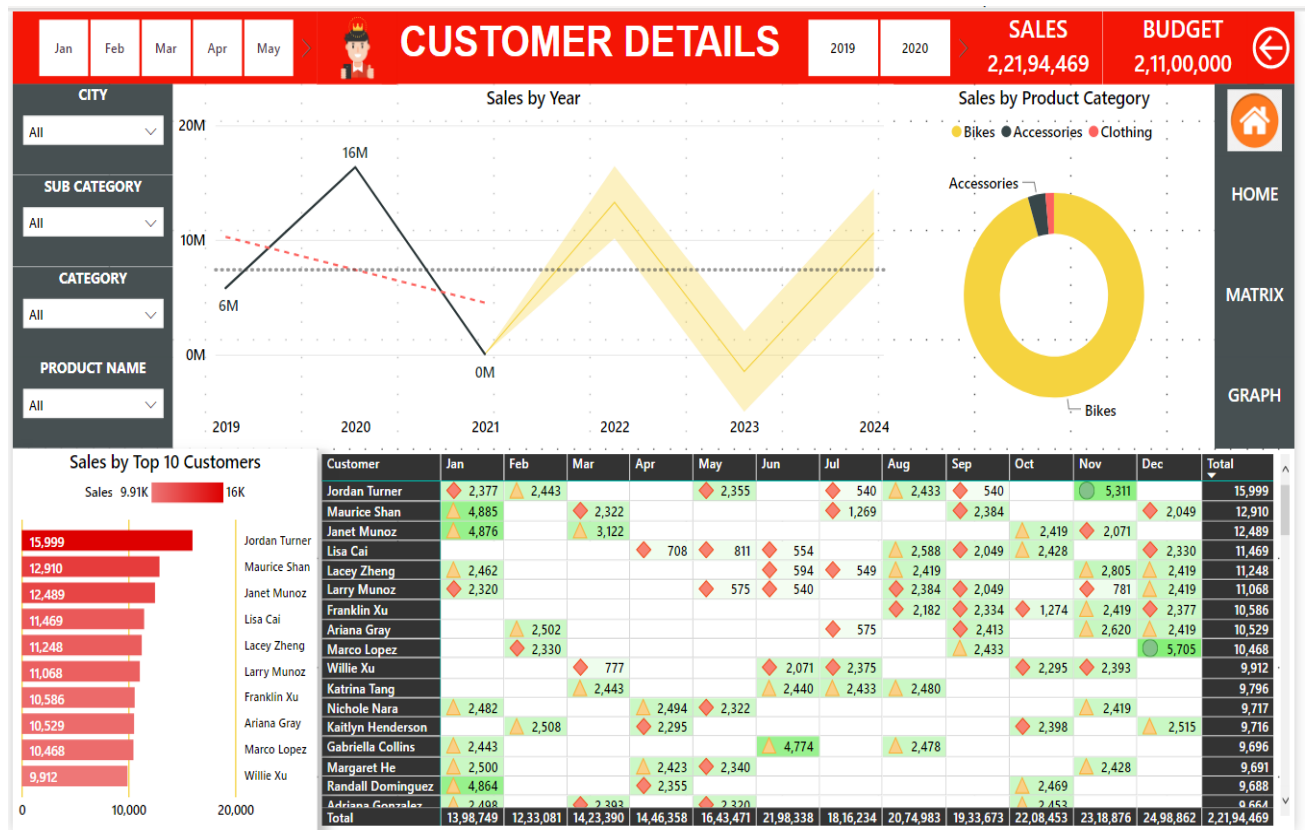 Jan Feb Mar Apr May
CUSTOMER DETAILS
2019 2020
SALES
2,21,94,469
BUDGET
2,11,00,000
CITY
All
SUB CATEGORY
All
CATEGORY
All
PRODUCT NAME
All
Sales by Year
20M
10M
0M
16M
6M
0M
2019 2020 2021 2022 2023 2024
Sales by Product Category
Bikes Accessories Clothing
Accessories
Bikes
HOME
MATRIX
GRAPH
Sales by Top 10 Customers
Sales 9.91K 16K
15,999 Jordan Turner
12,910 Maurice Shan
12,489 Janet Munoz
11,469 Lisa Cai
11,248 Lacey Zheng
11,068 Larry Munoz
10,586 Franklin Xu
10,529 Ariana Gray
10,468 Marco Lopez
9,912 Willie Xu
0 10,000 20,000
Customer Jan Feb Mar Apr May Jun Jul Aug Sep Oct Nov Dec Total
Jordan Turner 2,377 2,443 2,355 540 2,433 540 5,311 15,999
Maurice Shan 4,885 2,322 1,269 2,384 2,049 12,910
Janet Munoz 4,876 3,122 2,419 2,071 12,489
Lisa Cai 708 811 554 2,588 2,049 2,428 2,330 11,469
Lacey Zheng 2,462 594 549 2,419 2,805 2,419 11,248
Larry Munoz 2,320 575 540 2,384 2,049 781 2,419 11,068
Franklin Xu 2,182 2,334 1,274 2,419 2,377 10,586
Ariana Gray 2,502 575 2,413 2,620 2,419 10,529
Marco Lopez 2,330 2,433 5,705 10,468
Willie Xu 777 2,071 2,375 2,295 2,393 9,912
Katrina Tang 2,443 2,440 2,433 2,480 9,796
Nichole Nara 2,482 2,494 2,322 2,419 9,717
Kaitlyn Henderson 2,508 2,295 2,398 2,515 9,716
Gabriella Collins 2,443 4,774 2,478 9,696
Margaret He 2,500 2,423 2,340 2,428 9,691
Randall Dominguez 4,864 2,355 2,469 9,688
Adriana Gonzalez 2,498 2,393 2,320 2,453 9,664
Total 13,98,749 12,33,081 14,23,390 14,46,358 16,43,471 21,98,338 18,16,234 20,74,983 19,33,673 22,08,453 23,18,876 24,98,862 2,21,94,469